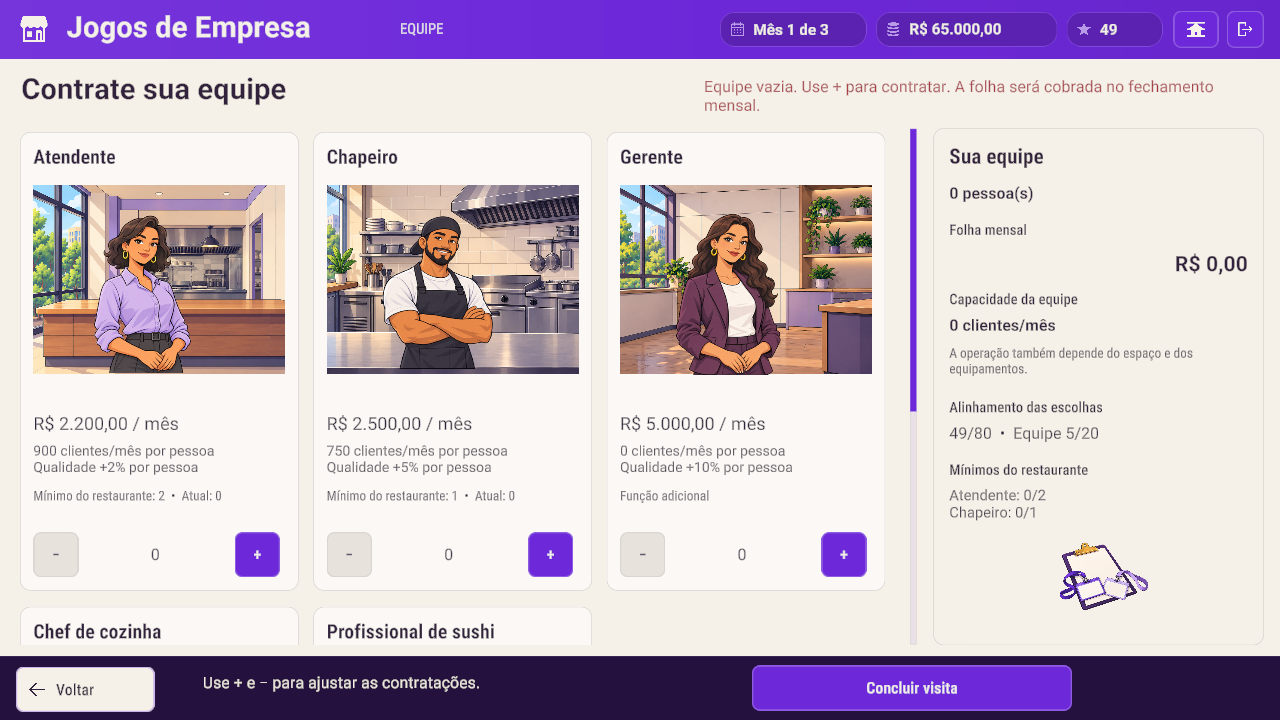 Jogos de Empresa
EQUIPE
Mês 1 de 3
R$ 65.000,00
49
Contrate sua equipe
Equipe vazia. Use + para contratar. A folha será cobrada no fechamento
mensal.
Atendente
R$ 2.200,00 / mês
900 clientes/mês por pessoa
Qualidade +2% por pessoa
Mínimo do restaurante: 2 • Atual: 0
−
0
+
Chapeiro
R$ 2.500,00 / mês
750 clientes/mês por pessoa
Qualidade +5% por pessoa
Mínimo do restaurante: 1 • Atual: 0
−
0
+
Gerente
R$ 5.000,00 / mês
0 clientes/mês por pessoa
Qualidade +10% por pessoa
Função adicional
−
0
+
Chef de cozinha
Profissional de sushi
Sua equipe
0 pessoa(s)
Folha mensal
R$ 0,00
Capacidade da equipe
0 clientes/mês
A operação também depende do espaço e dos
equipamentos.
Alinhamento das escolhas
49/80 • Equipe 5/20
Mínimos do restaurante
Atendente: 0/2
Chapeiro: 0/1
Voltar
Use + e − para ajustar as contratações.
Concluir visita